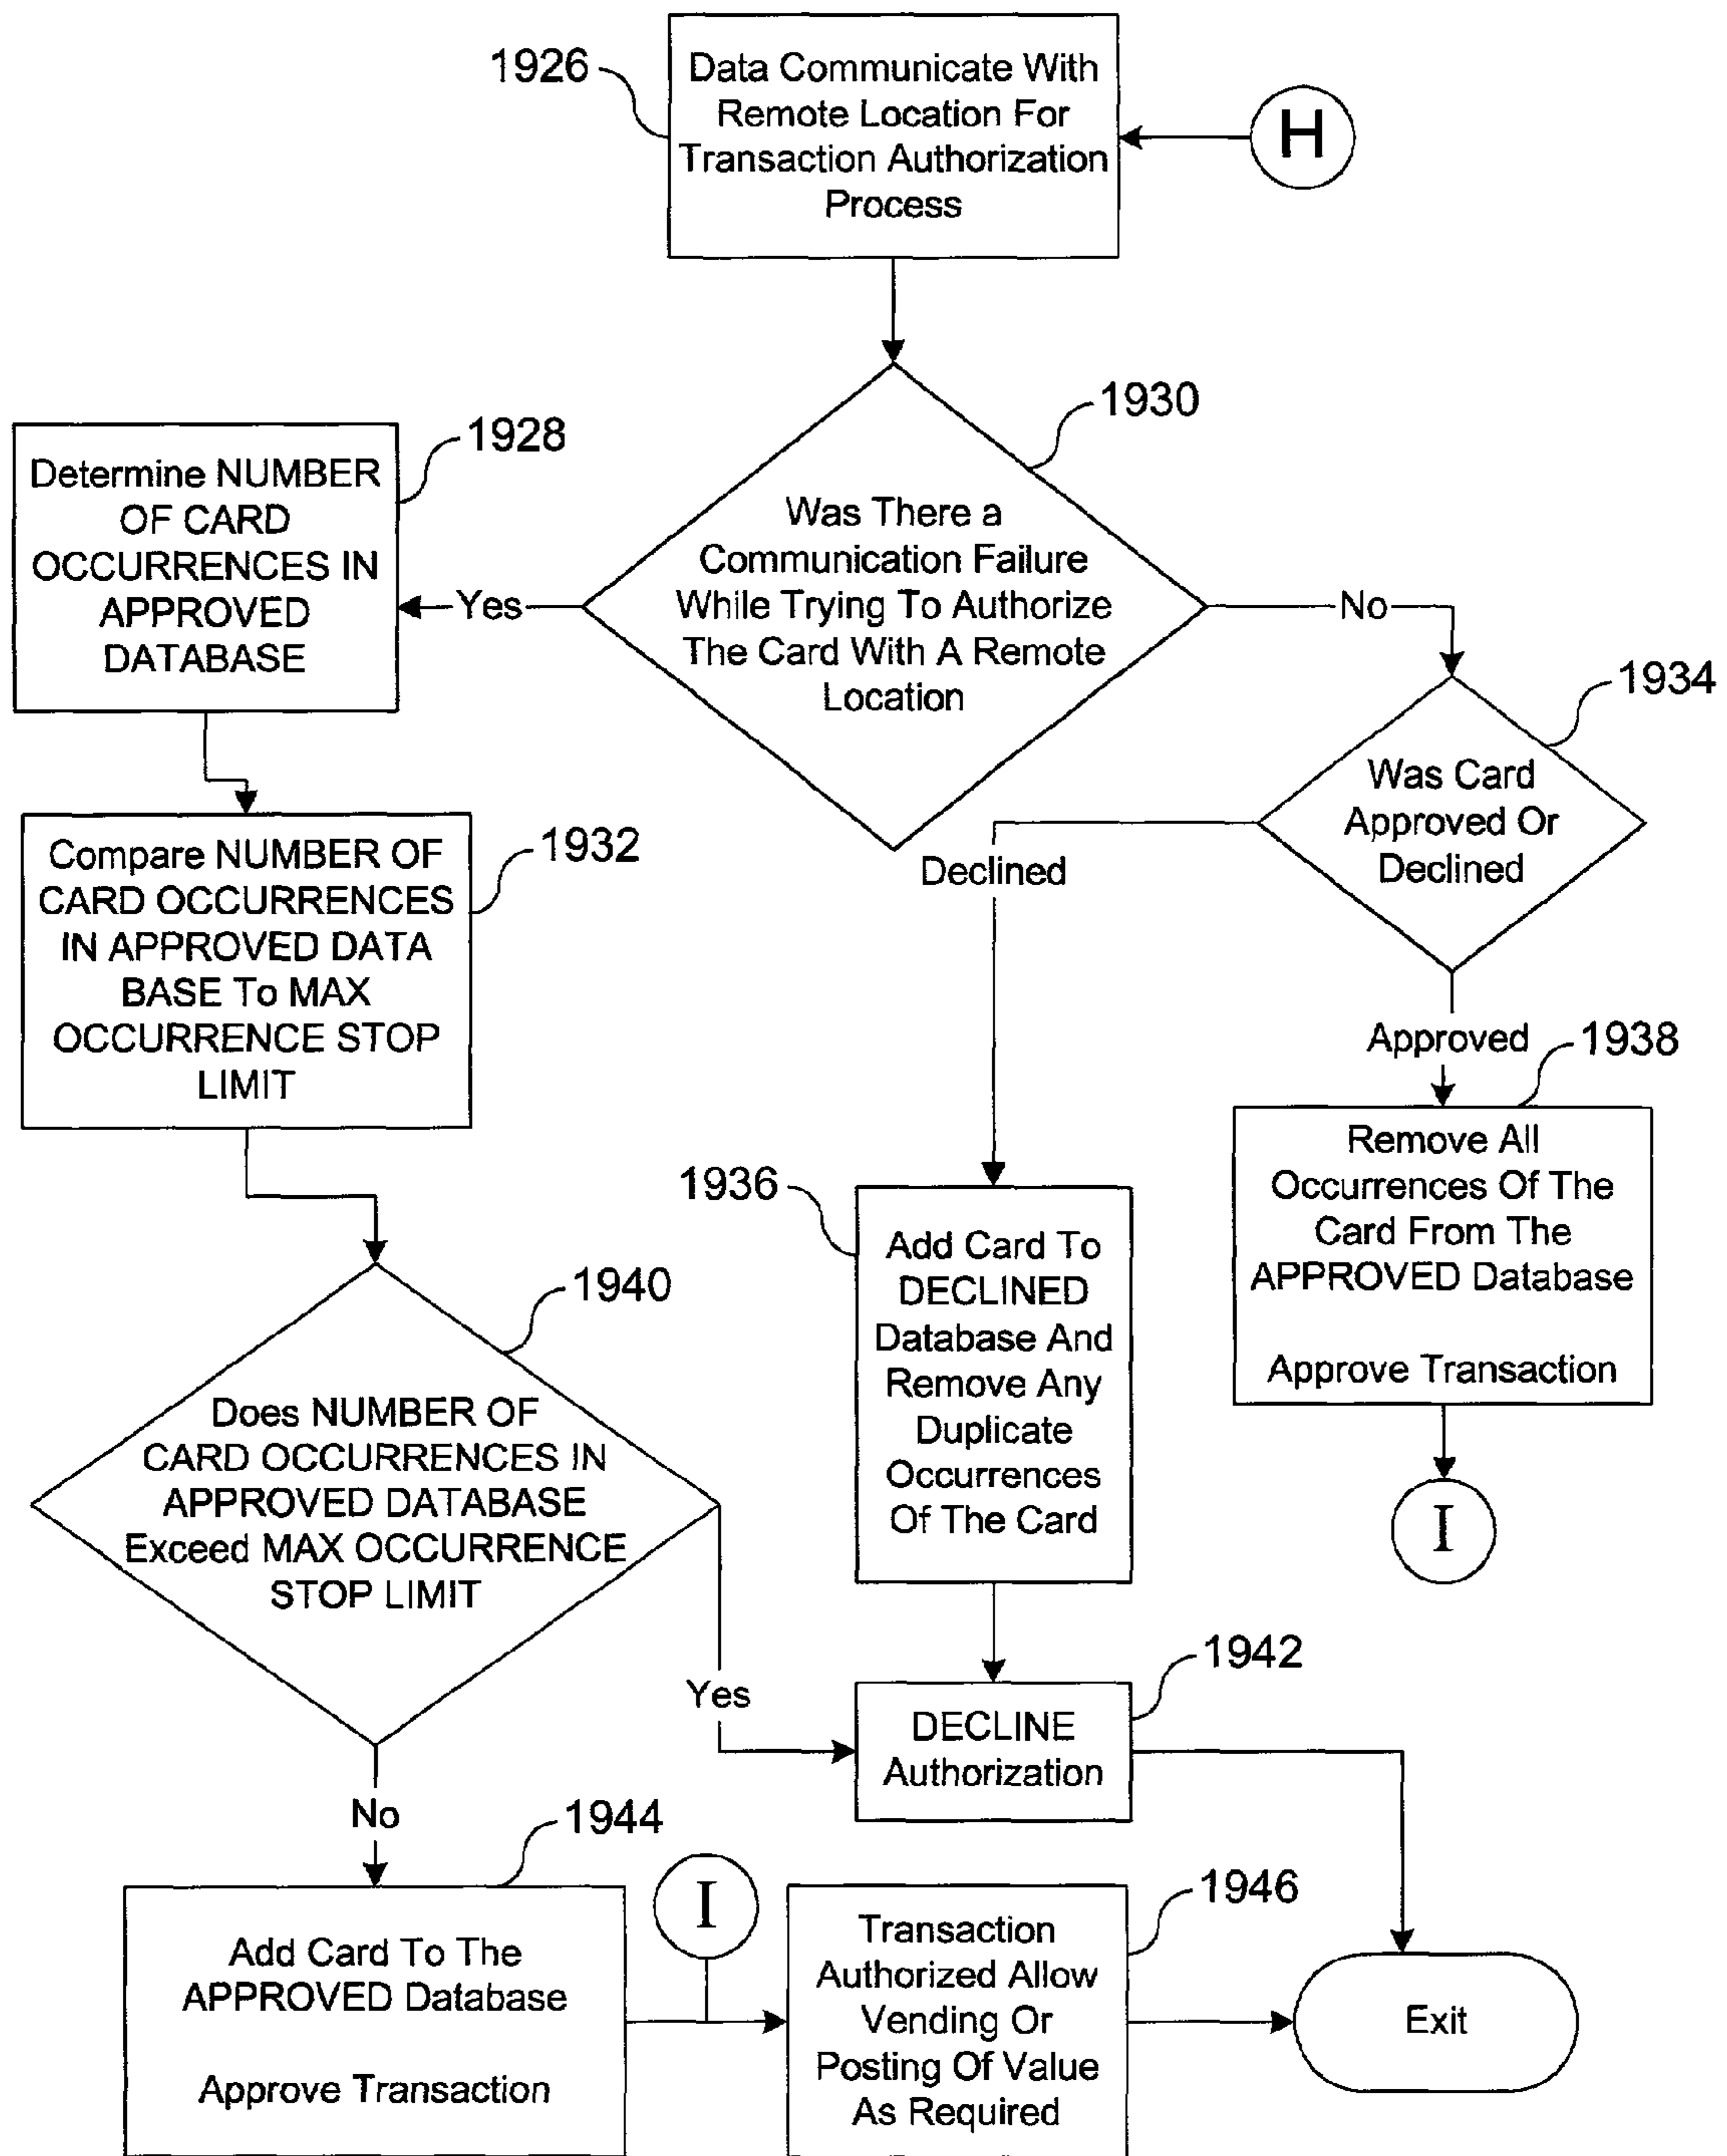 1926
Data Communicate With
Remote Location For
Transaction Authorization
Process
H
1930
Was There a
Communication Failure
While Trying To Authorize
The Card With A Remote
Location
Yes
No
1928
Determine NUMBER
OF CARD
OCCURRENCES IN
APPROVED
DATABASE
1934
Was Card
Approved Or
Declined
Declined
Approved
1932
Compare NUMBER OF
CARD OCCURRENCES
IN APPROVED DATA
BASE To MAX
OCCURRENCE STOP
LIMIT
1938
Remove All
Occurrences Of The
Card From The
APPROVED Database
Approve Transaction
I
1936
Add Card To
DECLINED
Database And
Remove Any
Duplicate
Occurrences
Of The Card
1940
Does NUMBER OF
CARD OCCURRENCES IN
APPROVED DATABASE
Exceed MAX OCCURRENCE
STOP LIMIT
Yes
No
1942
DECLINE
Authorization
1944
Add Card To The
APPROVED Database
Approve Transaction
I
1946
Transaction
Authorized Allow
Vending Or
Posting Of Value
As Required
Exit